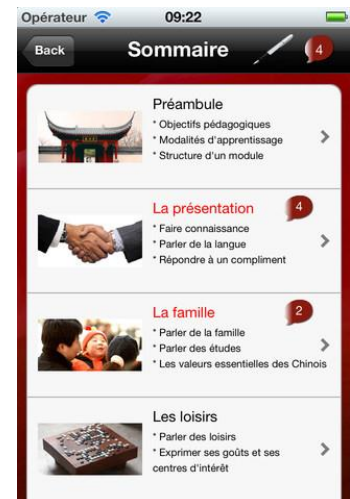 Opérateur 09:22
Back Sommaire 4
Préambule
* Objectifs pédagogiques
* Modalités d'apprentissage
* Structure d'un module
La présentation 4
* Faire connaissance
* Parler de la langue
* Répondre à un compliment
La famille 2
* Parler de la famille
* Parler des études
* Les valeurs essentielles des Chinois
Les loisirs
* Parler des loisirs
* Exprimer ses goûts et ses
centres d'intérêt